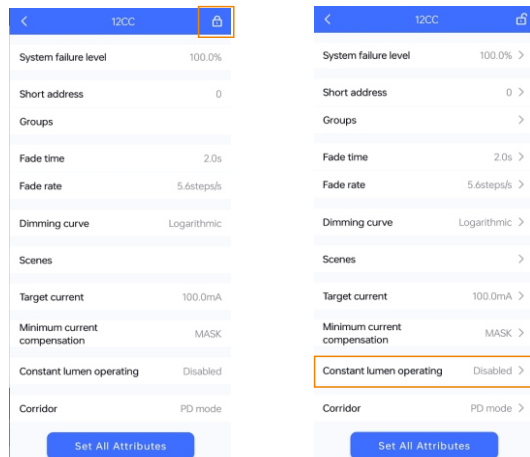 12CC
System failure level 100.0%
Short address 0
Groups
Fade time 2.0s
Fade rate 5.6steps/s
Dimming curve Logarithmic
Scenes
Target current 100.0mA
Minimum current
compensation MASK
Constant lumen operating Disabled
Corridor PD mode
Set All Attributes
12CC
System failure level 100.0% >
Short address 0 >
Groups >
Fade time 2.0s >
Fade rate 5.6steps/s >
Dimming curve Logarithmic >
Scenes >
Target current 100.0mA >
Minimum current
compensation MASK >
Constant lumen operating Disabled >
Corridor PD mode >
Set All Attributes